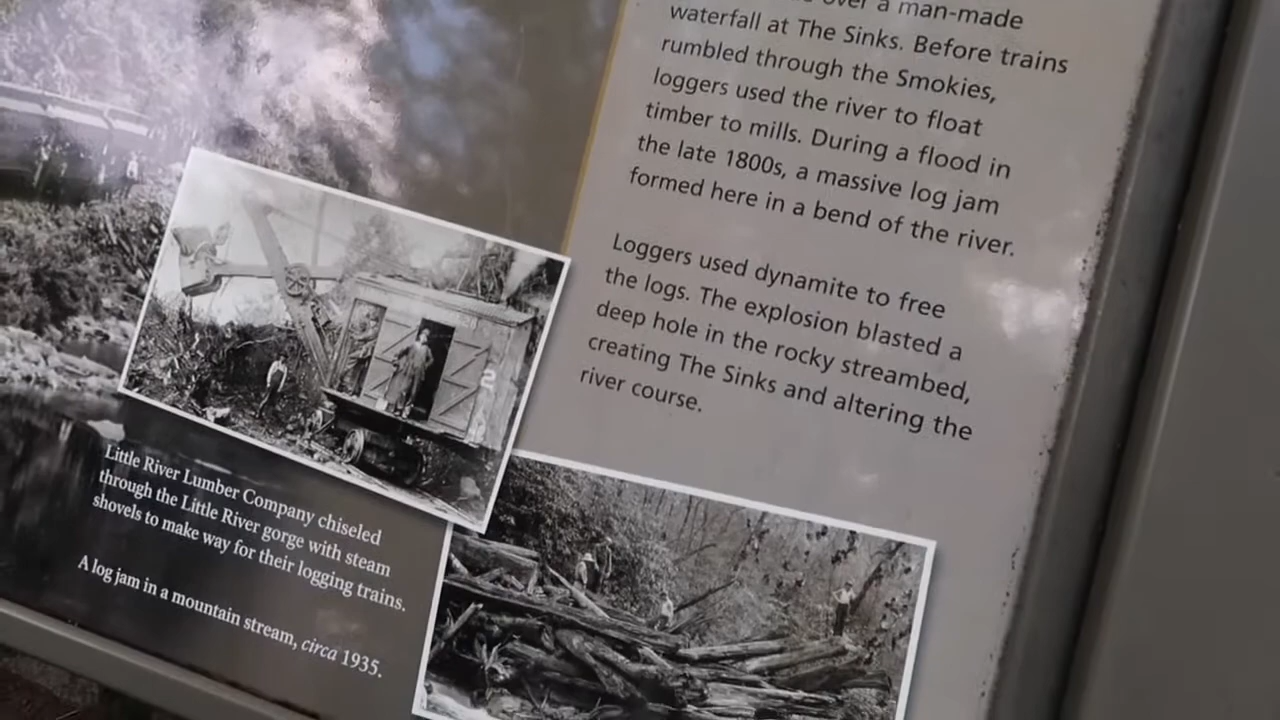 over a man-made
waterfall at The Sinks. Before trains
rumbled through the Smokies,
loggers used the river to float
timber to mills. During a flood in
the late 1800s, a massive log jam
formed here in a bend of the river.
Loggers used dynamite to free
the logs. The explosion blasted a
deep hole in the rocky streambed,
creating The Sinks and altering the
river course.
2
Little River Lumber Company chiseled
through the Little River gorge with steam
shovels to make way for their logging trains.
A log jam in a mountain stream, circa 1935.